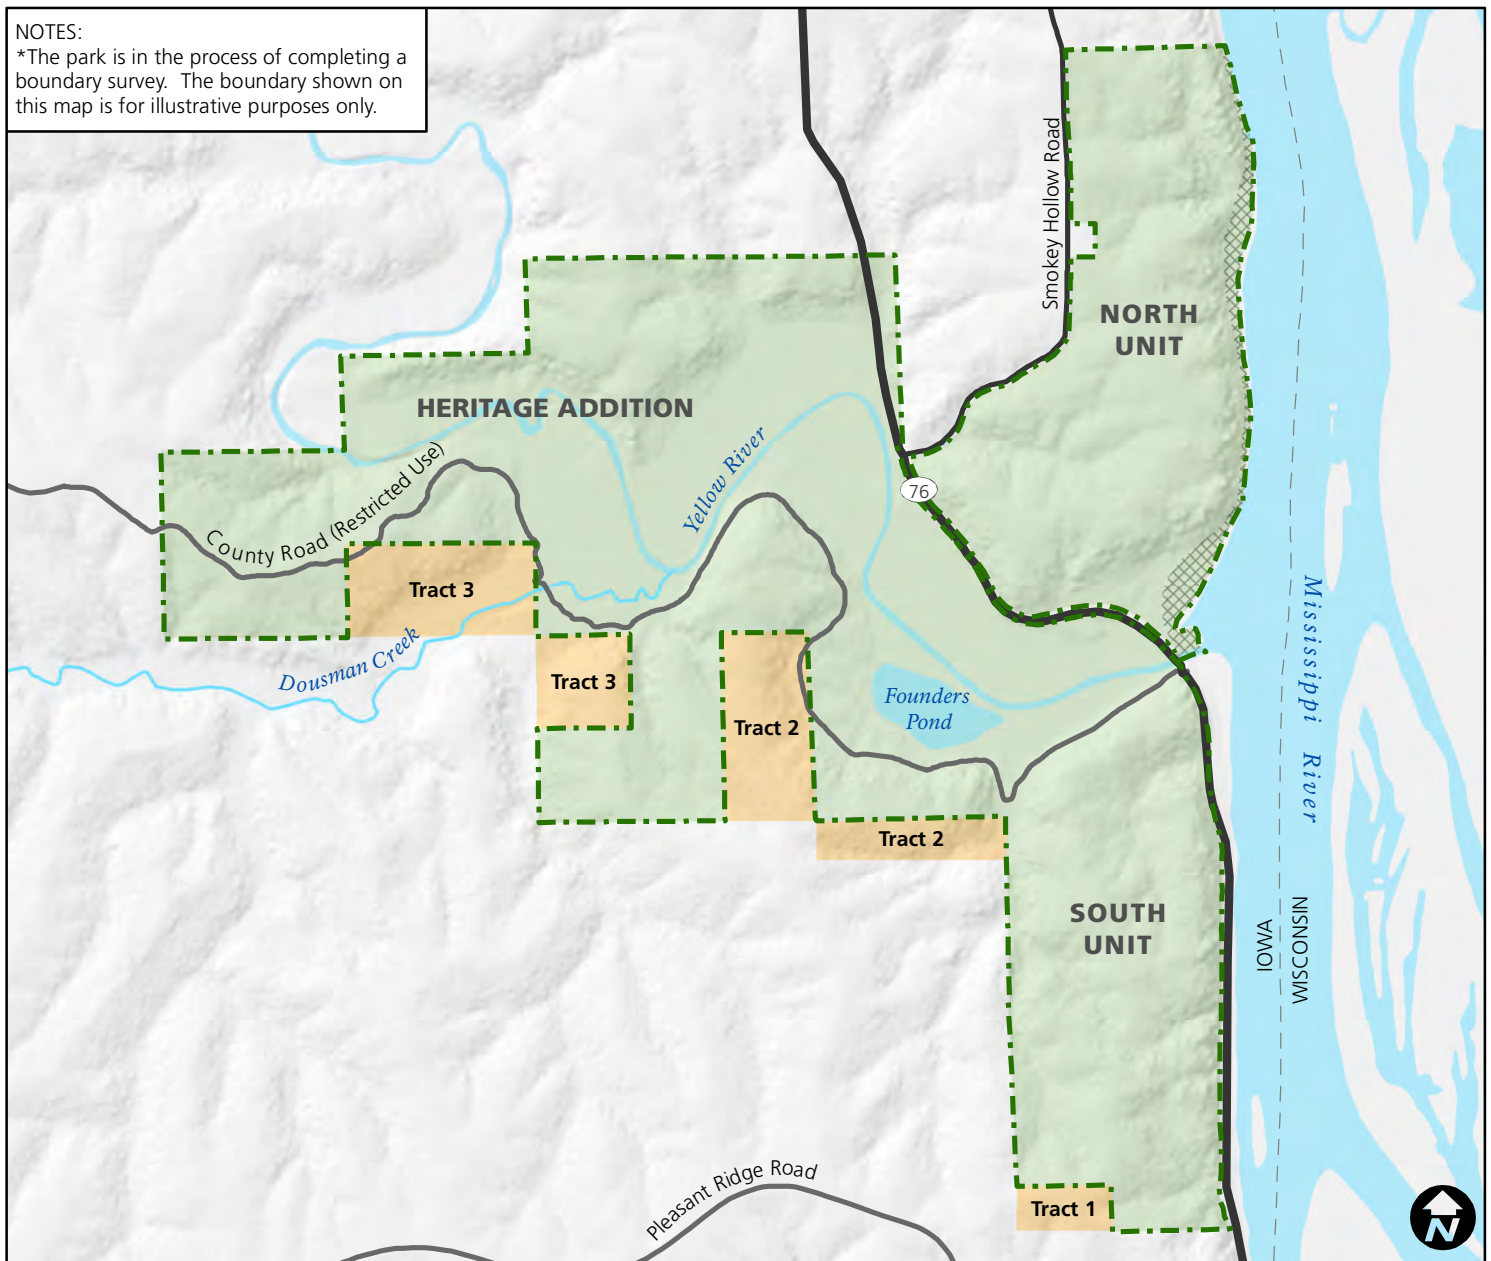 NOTES:
*The park is in the process of completing a
boundary survey.  The boundary shown on
this map is for illustrative purposes only.
Smokey Hollow Road
NORTH
UNIT
HERITAGE ADDITION
Yellow River
County Road (Restricted Use)
76
Tract 3
Dousman Creek
Tract 3
Tract 2
Founders
Pond
Mississippi River
Tract 2
SOUTH
UNIT
IOWA
WISCONSIN
Pleasant Ridge Road
Tract 1
N